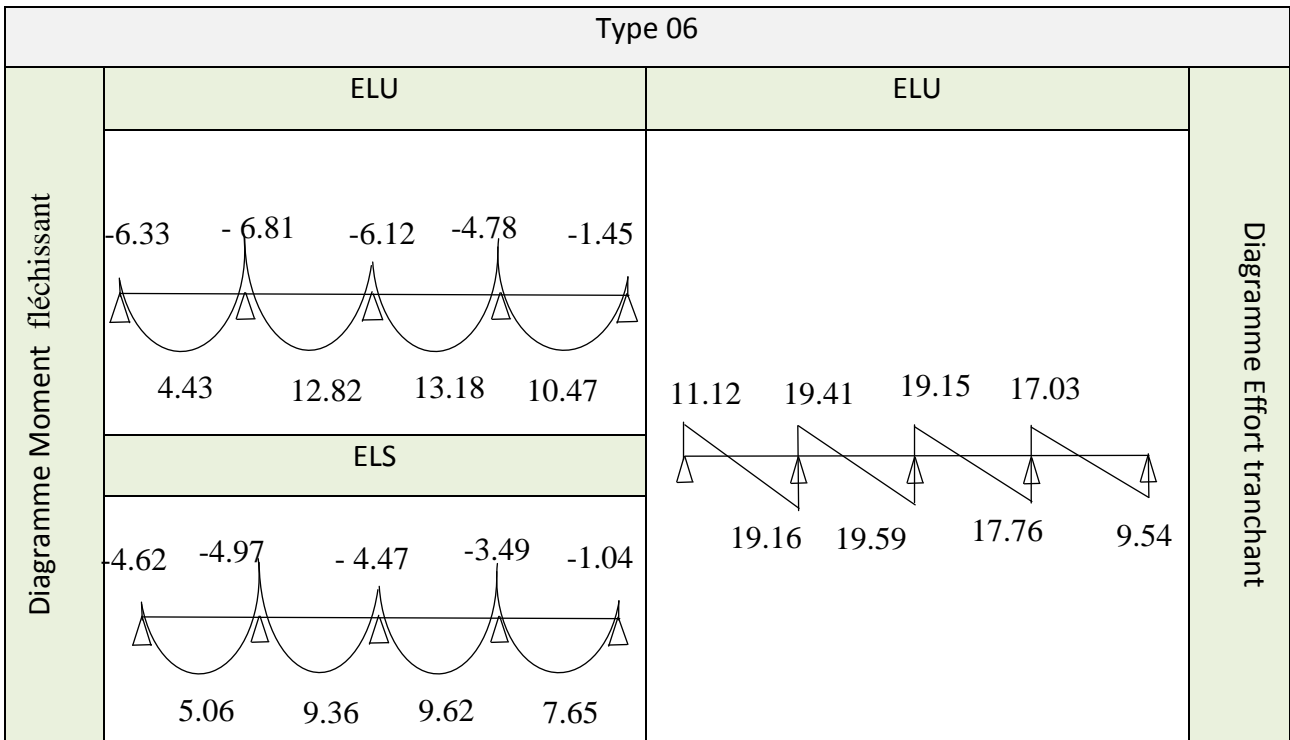 Type 06
Diagramme Moment fléchissant
ELU
-6.33 - 6.81 -6.12 -4.78 -1.45
4.43 12.82 13.18 10.47
ELS
-4.62 -4.97 - 4.47 -3.49 -1.04
5.06 9.36 9.62 7.65
ELU
11.12 19.41 19.15 17.03
19.16 19.59 17.76 9.54
Diagramme Effort tranchant